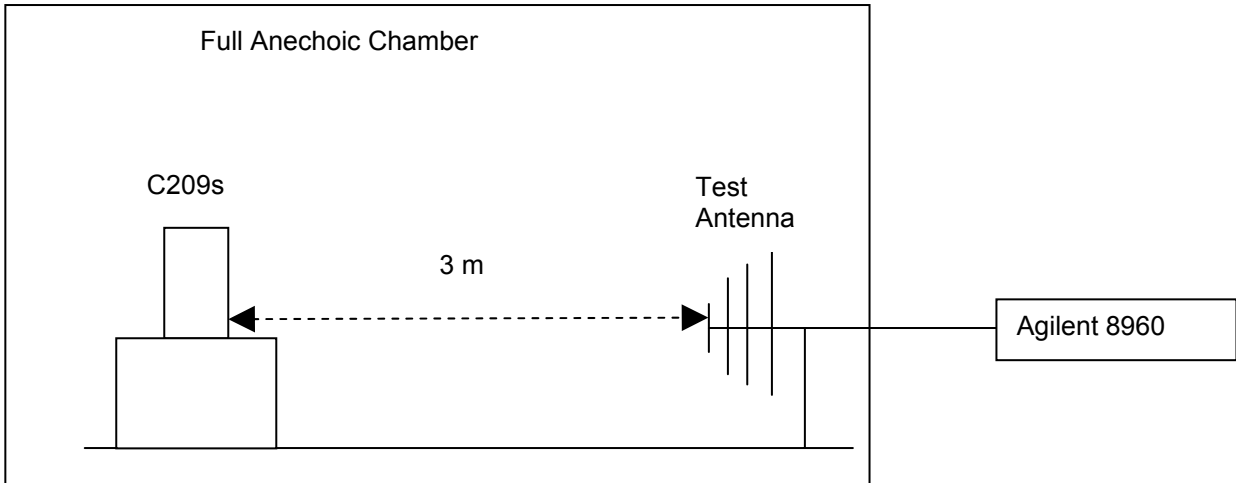 Full Anechoic Chamber
C209s
Test
Antenna
3 m
Agilent 8960